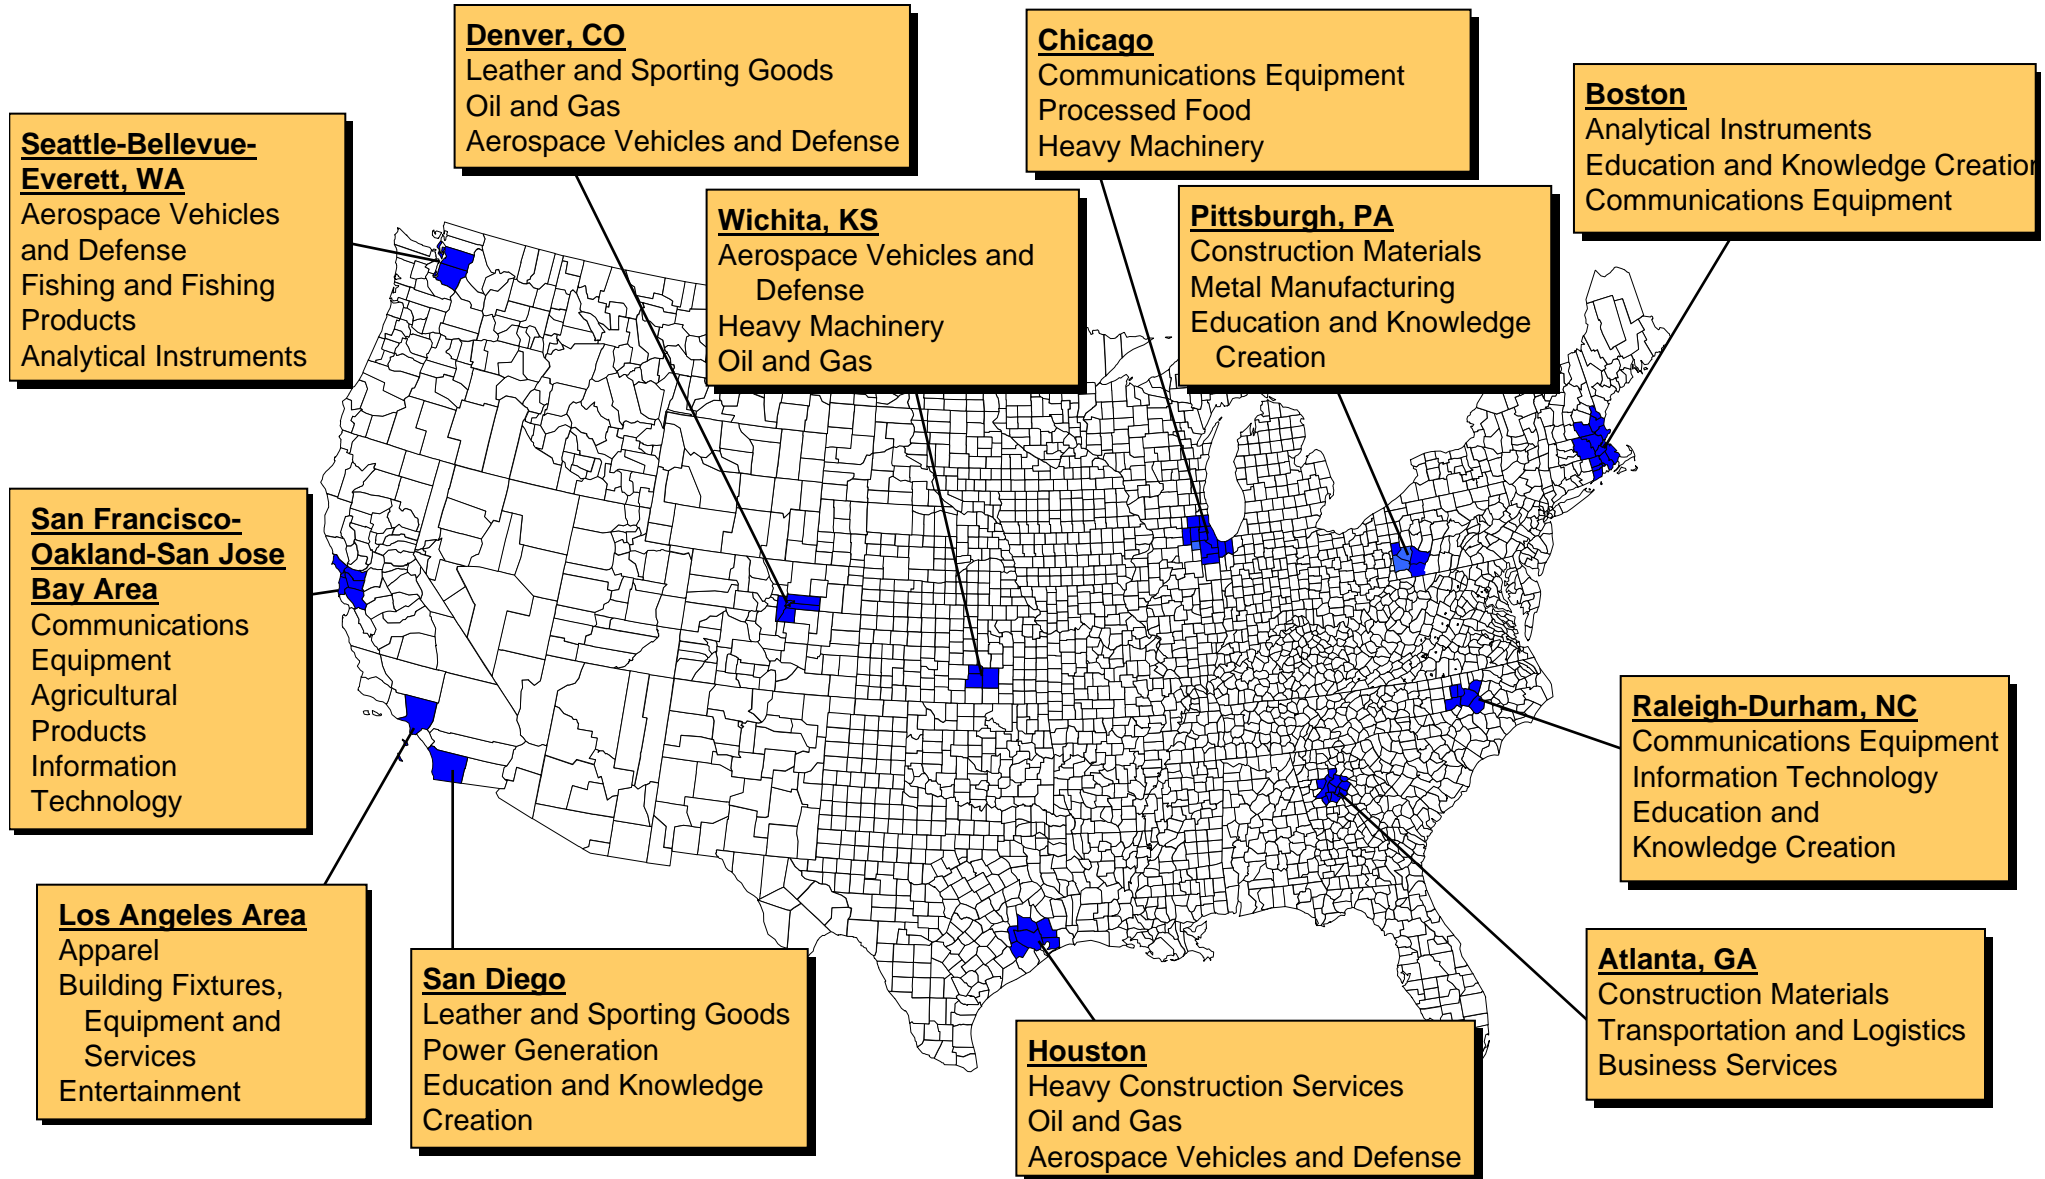 Denver, CO
Leather and Sporting Goods
Oil and Gas
Aerospace Vehicles and Defense
Chicago
Communications Equipment
Processed Food
Heavy Machinery
Boston
Analytical Instruments
Education and Knowledge Creation
Communications Equipment
Seattle-Bellevue-
Everett, WA
Aerospace Vehicles
and Defense
Fishing and Fishing
Products
Analytical Instruments
Wichita, KS
Aerospace Vehicles and
Defense
Heavy Machinery
Oil and Gas
Pittsburgh, PA
Construction Materials
Metal Manufacturing
Education and Knowledge
Creation
San Francisco-
Oakland-San Jose
Bay Area
Communications
Equipment
Agricultural
Products
Information
Technology
Raleigh-Durham, NC
Communications Equipment
Information Technology
Education and
Knowledge Creation
Los Angeles Area
Apparel
Building Fixtures,
Equipment and
Services
Entertainment
San Diego
Leather and Sporting Goods
Power Generation
Education and Knowledge
Creation
Houston
Heavy Construction Services
Oil and Gas
Aerospace Vehicles and Defense
Atlanta, GA
Construction Materials
Transportation and Logistics
Business Services